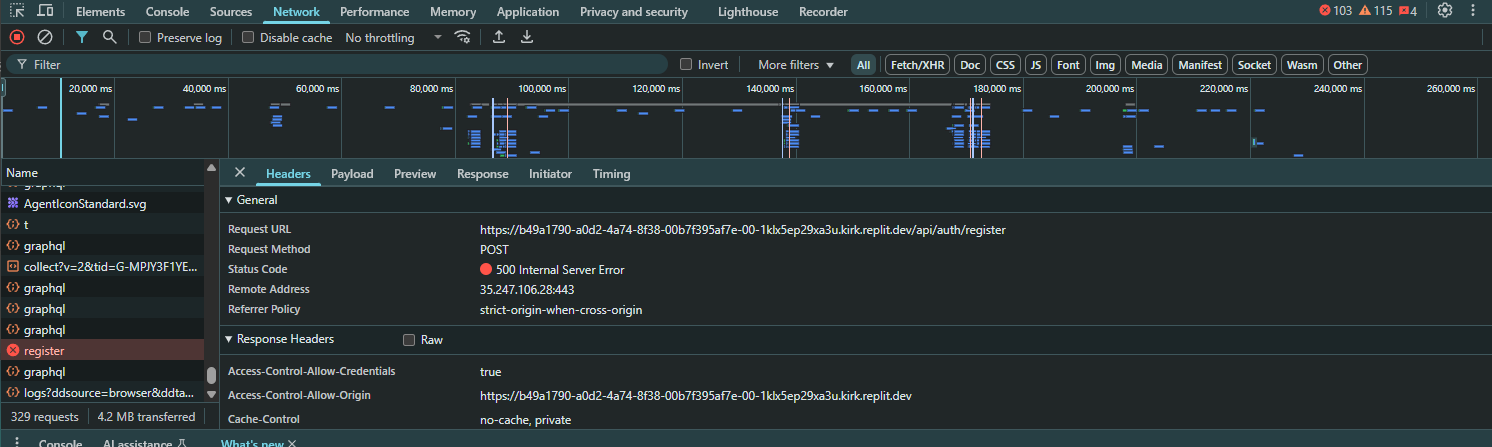 Elements Console Sources Network Performance Memory Application Privacy and security Lighthouse Recorder 103 115 4
Preserve log Disable cache No throttling
Filter Invert More filters All Fetch/XHR Doc CSS JS Font Img Media Manifest Socket Wasm Other
20,000 ms 40,000 ms 60,000 ms 80,000 ms 100,000 ms 120,000 ms 140,000 ms 160,000 ms 180,000 ms 200,000 ms 220,000 ms 240,000 ms 260,000 ms
Name Headers Payload Preview Response Initiator Timing
graphql
AgentIconStandard.svg
t
graphql
collect?v=2&tid=G-MPJY3F1YE...
graphql
graphql
graphql
register
graphql
logs?ddsource=browser&ddta...
329 requests 4.2 MB transferred
General
Request URL https://b49a1790-a0d2-4a74-8f38-00b7f395af7e-00-1klx5ep29xa3u.kirk.replit.dev/api/auth/register
Request Method POST
Status Code 500 Internal Server Error
Remote Address 35.247.106.28:443
Referrer Policy strict-origin-when-cross-origin
Response Headers Raw
Access-Control-Allow-Credentials true
Access-Control-Allow-Origin https://b49a1790-a0d2-4a74-8f38-00b7f395af7e-00-1klx5ep29xa3u.kirk.replit.dev
Cache-Control no-cache, private
Console AI assistance What's new